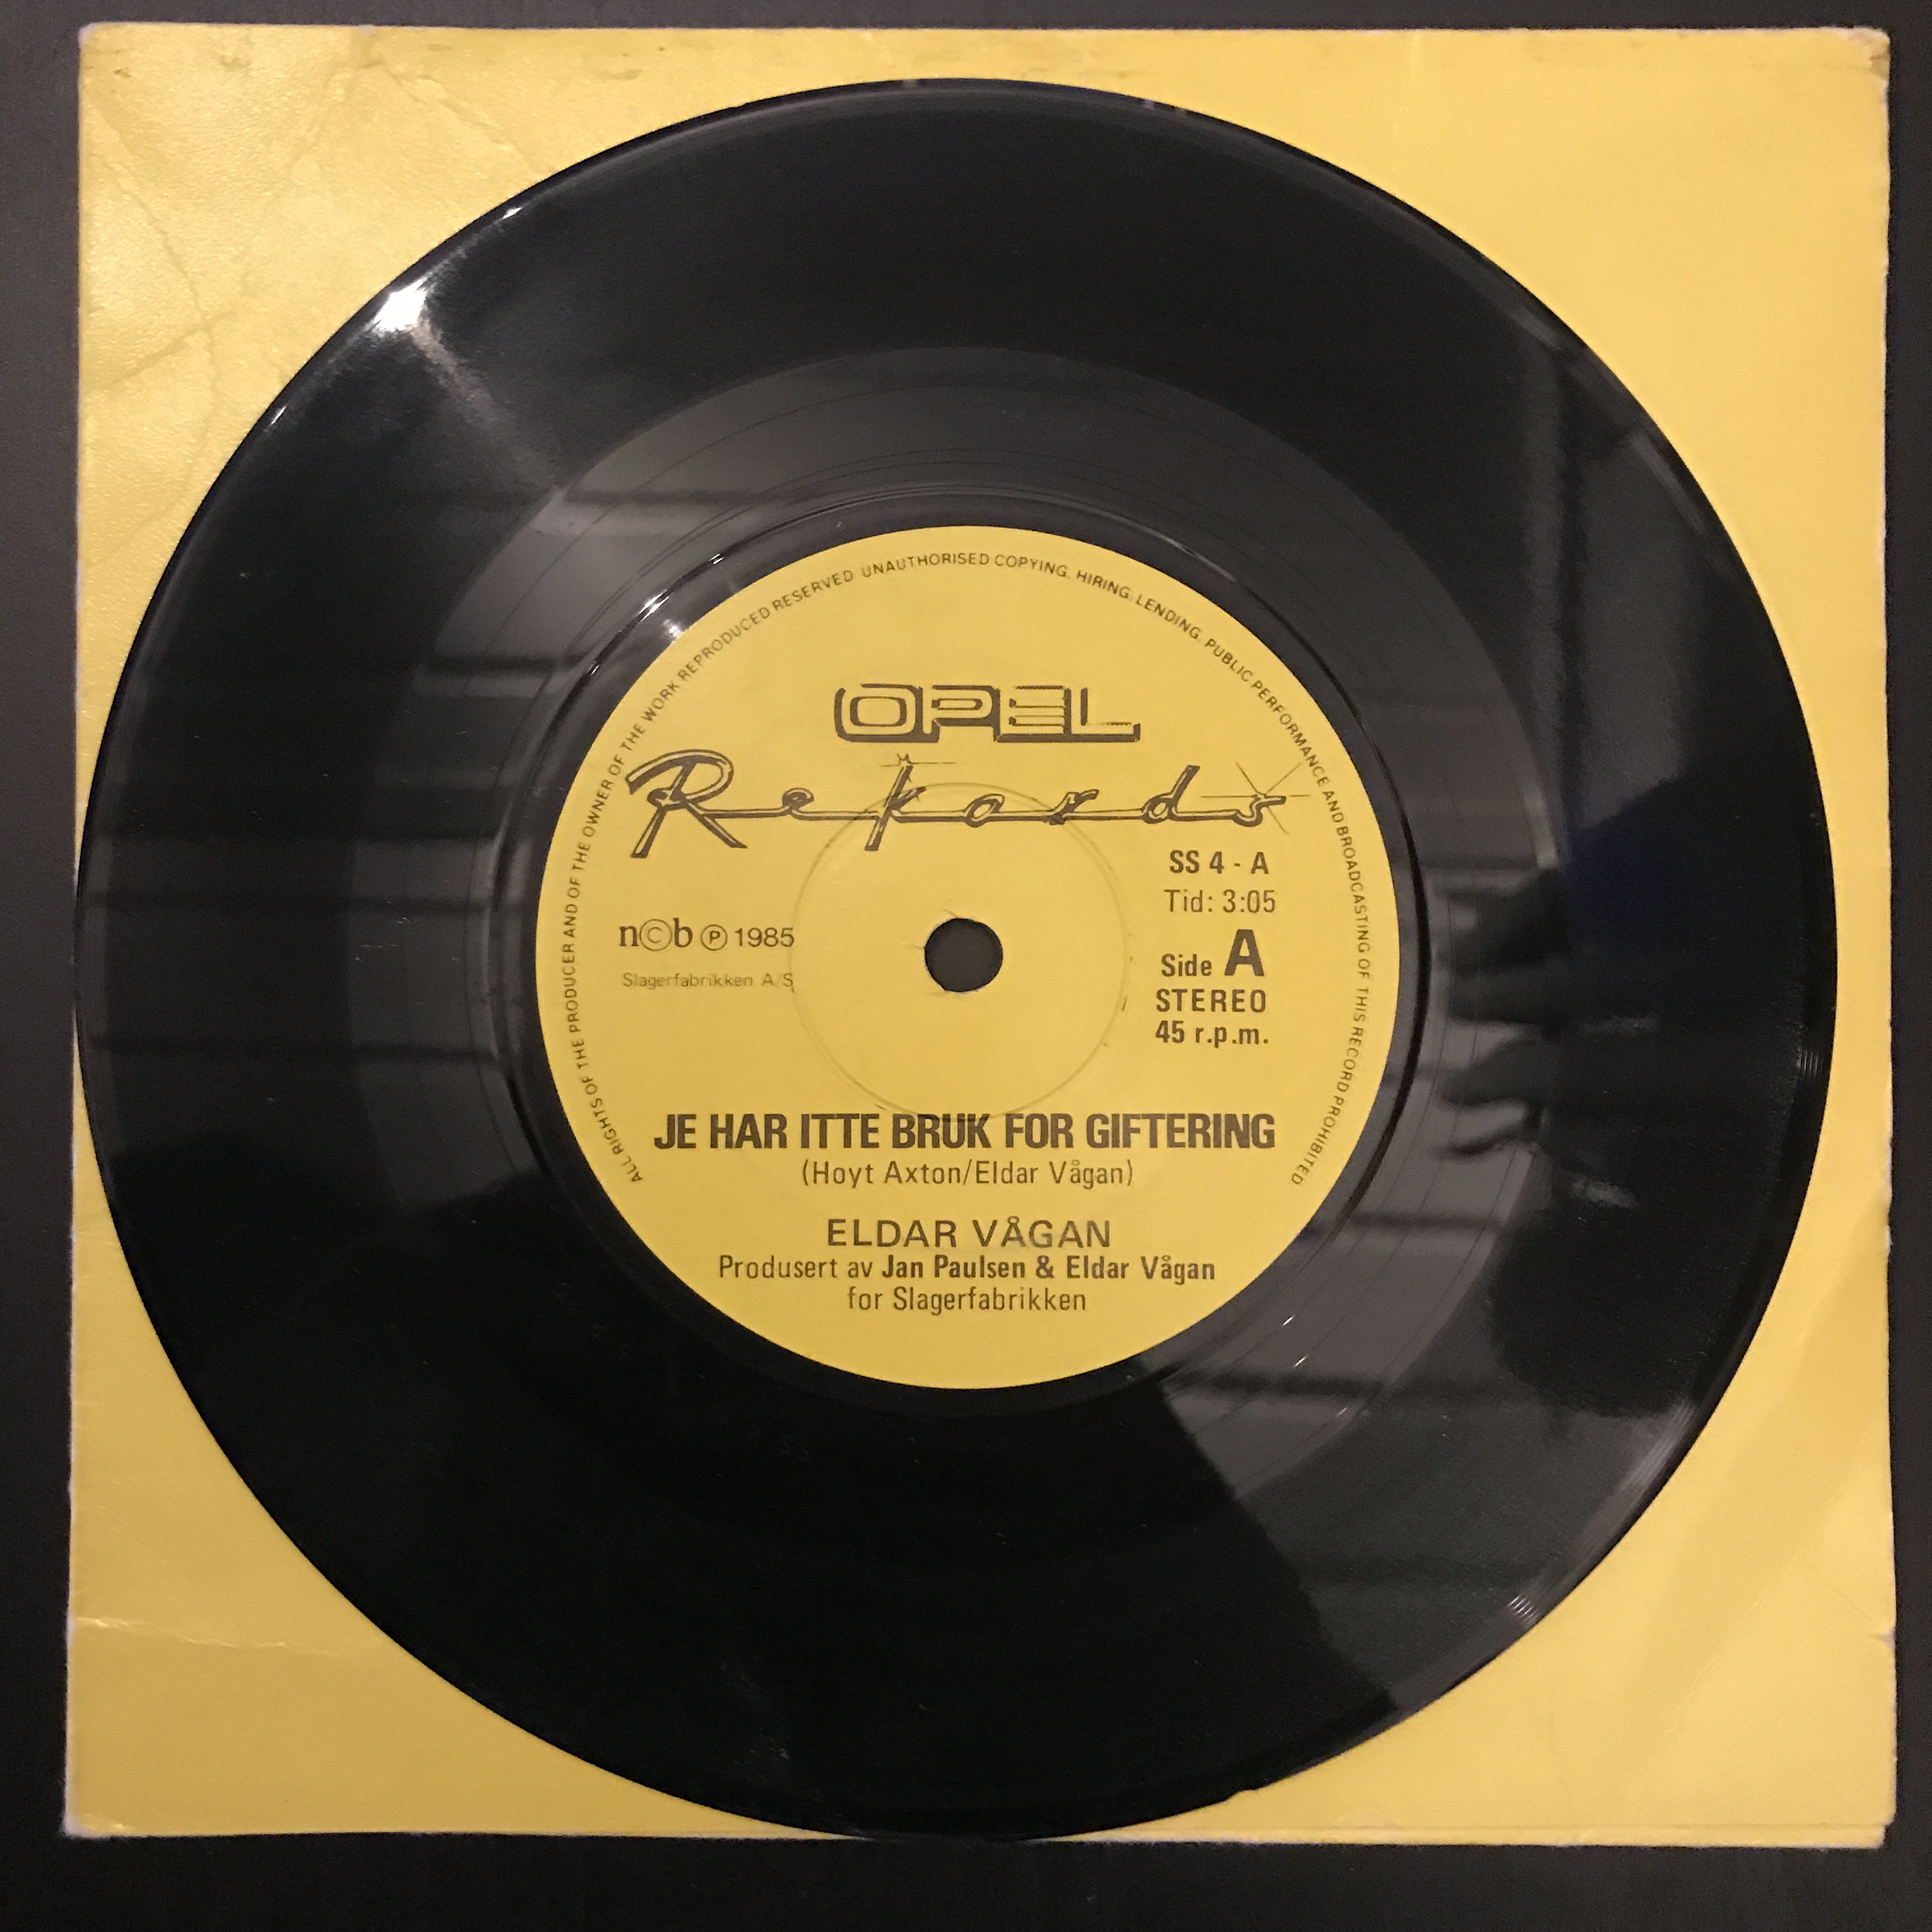 ALL RIGHTS OF THE PRODUCER AND OF THE OWNER OF THE WORK REPRODUCED RESERVED. UNAUTHORISED COPYING, HIRING, LENDING, PUBLIC PERFORMANCE AND BROADCASTING OF THIS RECORD PROHIBITED
OPEL
Rekords
SS 4 - A
Tid: 3:05
n©b ℗ 1985
Slagerfabrikken A/S
Side A
STEREO
45 r.p.m.
JE HAR ITTE BRUK FOR GIFTERING
(Hoyt Axton/Eldar Vågan)
ELDAR VÅGAN
Produsert av Jan Paulsen & Eldar Vågan
for Slagerfabrikken